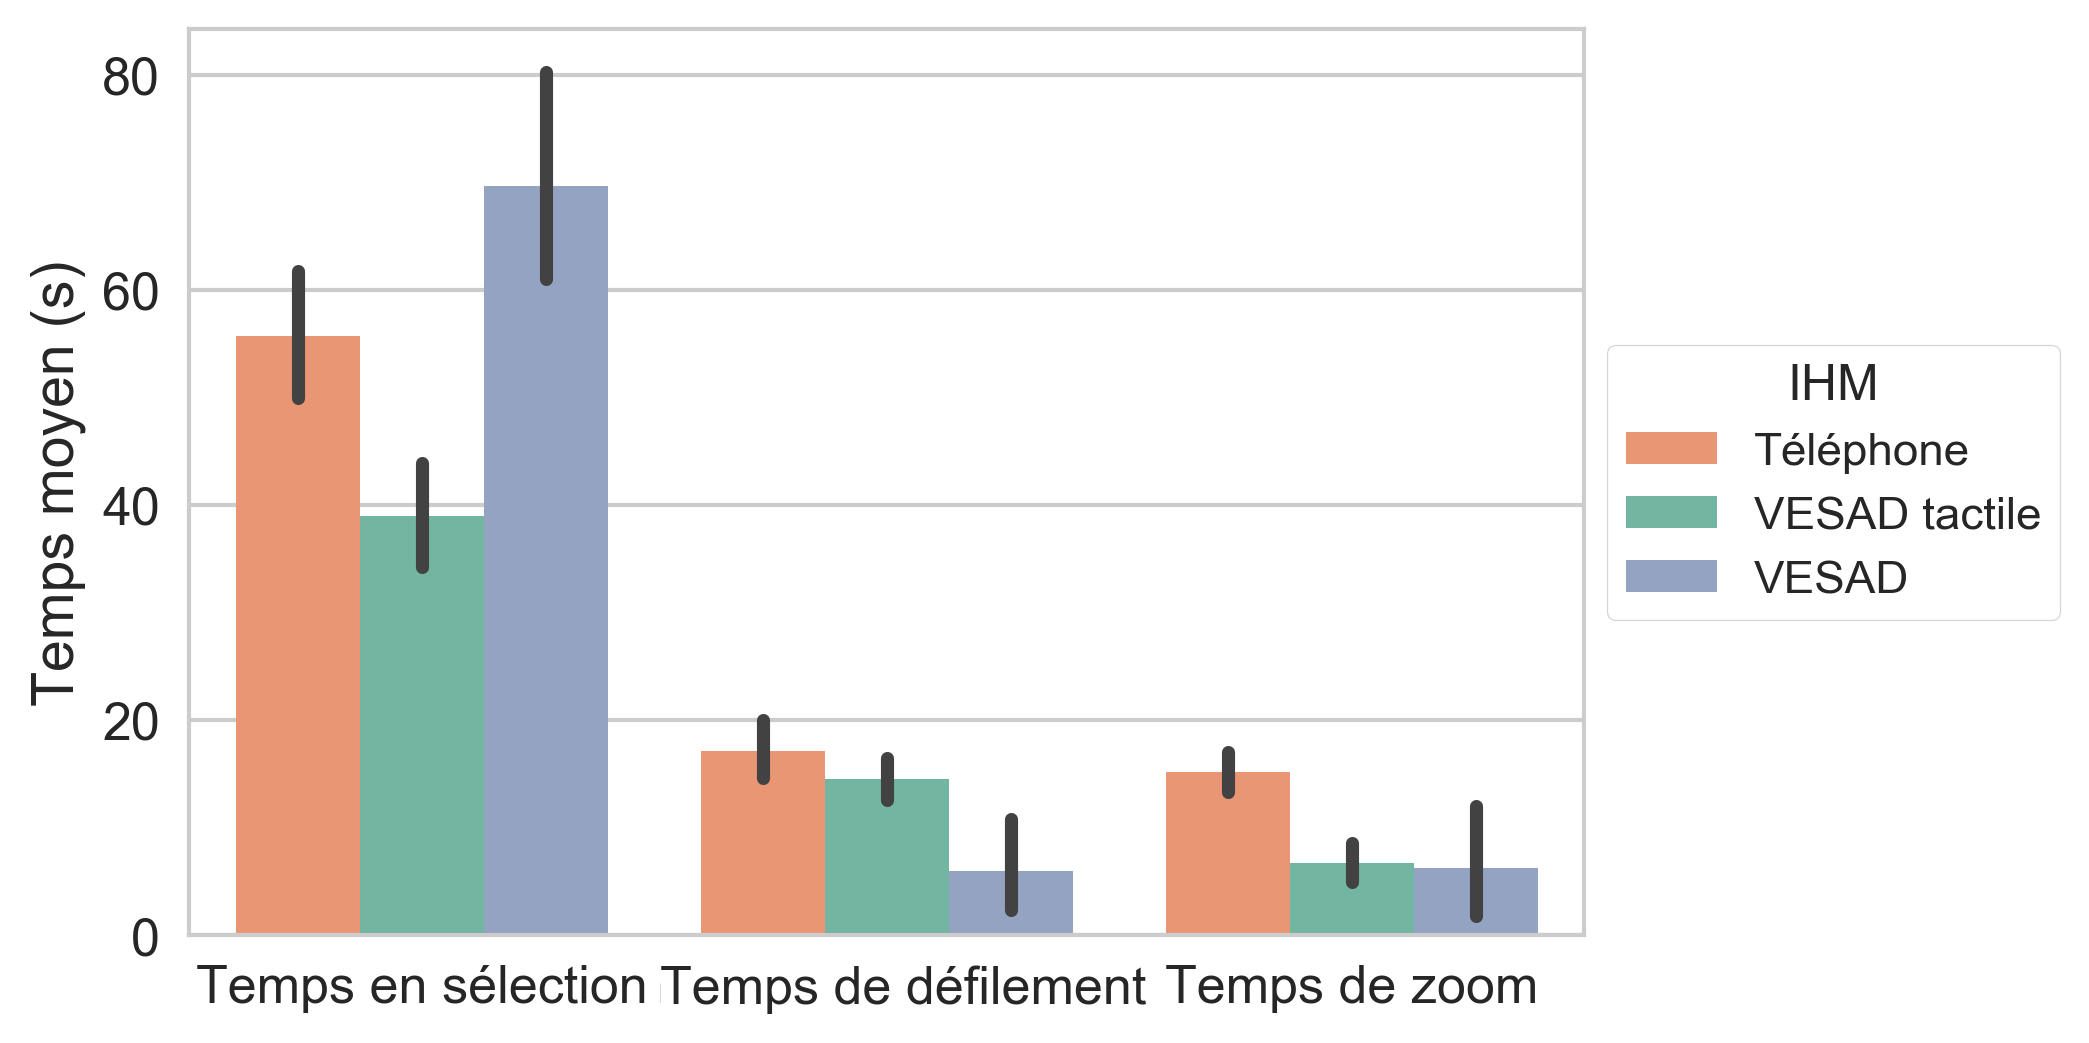 Temps moyen (s)
80
60
40
20
0
Temps en sélection
Temps de défilement
Temps de zoom
IHM
Téléphone
VESAD tactile
VESAD